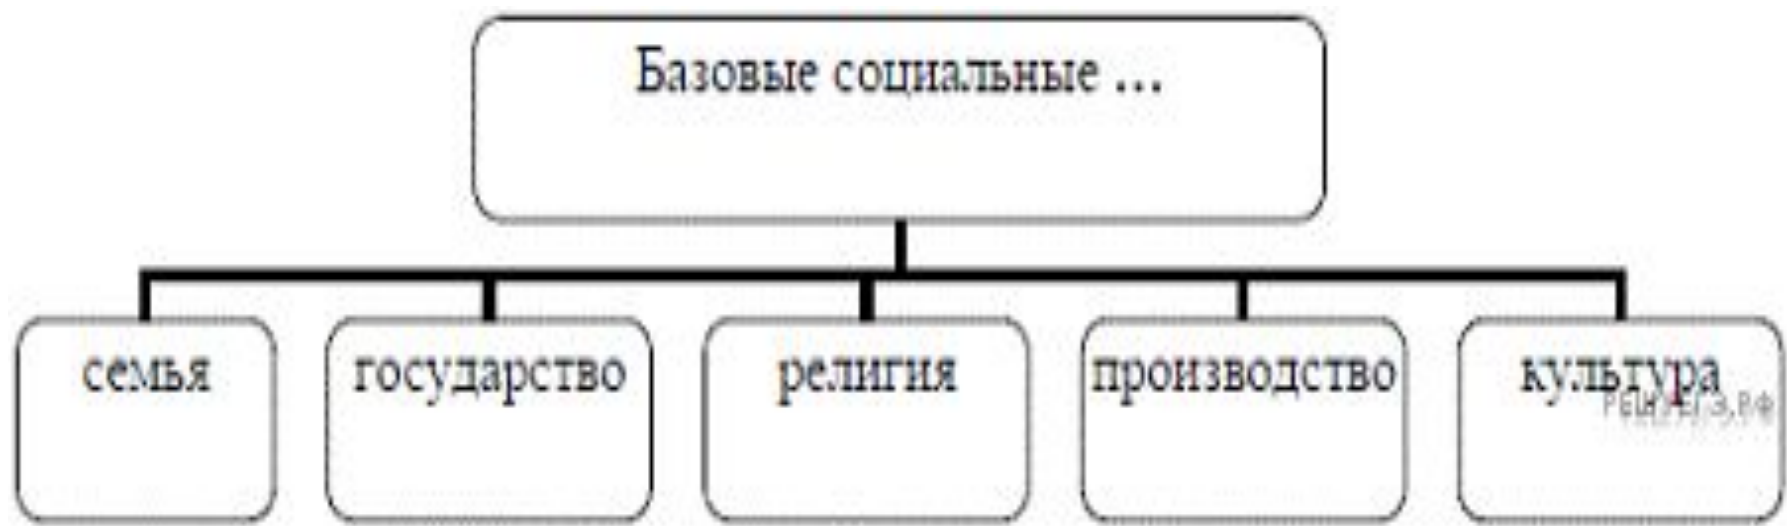 Базовые социальные ...
семья
государство
религия
производство
культура